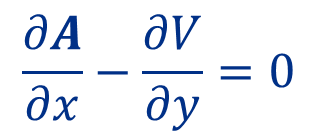 ∂𝑨/∂x − ∂V/∂y = 0